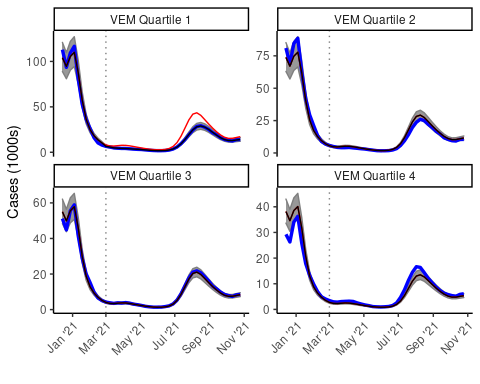 VEM Quartile 1
VEM Quartile 2
100
50
0
75
50
25
0
Cases (1000s)
VEM Quartile 3
VEM Quartile 4
60
40
20
0
40
30
20
10
0
Jan '21
Mar '21
May '21
Jul '21
Sep '21
Nov '21
Jan '21
Mar '21
May '21
Jul '21
Sep '21
Nov '21